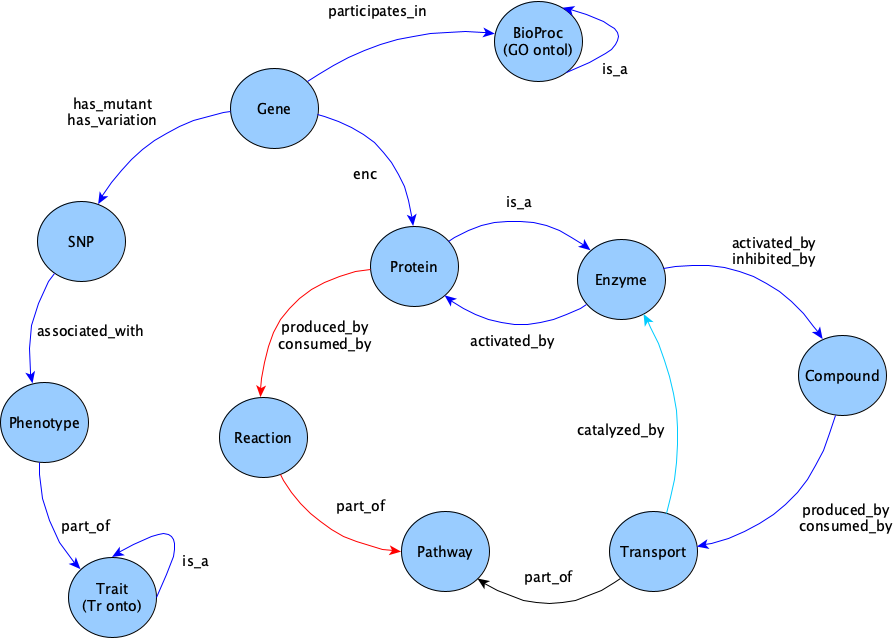 participates_in
BioProc
(GO ontol)
is_a
Gene
has_mutant
has_variation
enc
SNP
is_a
Protein
Enzyme
activated_by
inhibited_by
associated_with
produced_by
consumed_by
activated_by
Compound
Phenotype
Reaction
catalyzed_by
part_of
part_of
produced_by
consumed_by
Pathway
Transport
is_a
part_of
Trait
(Tr onto)